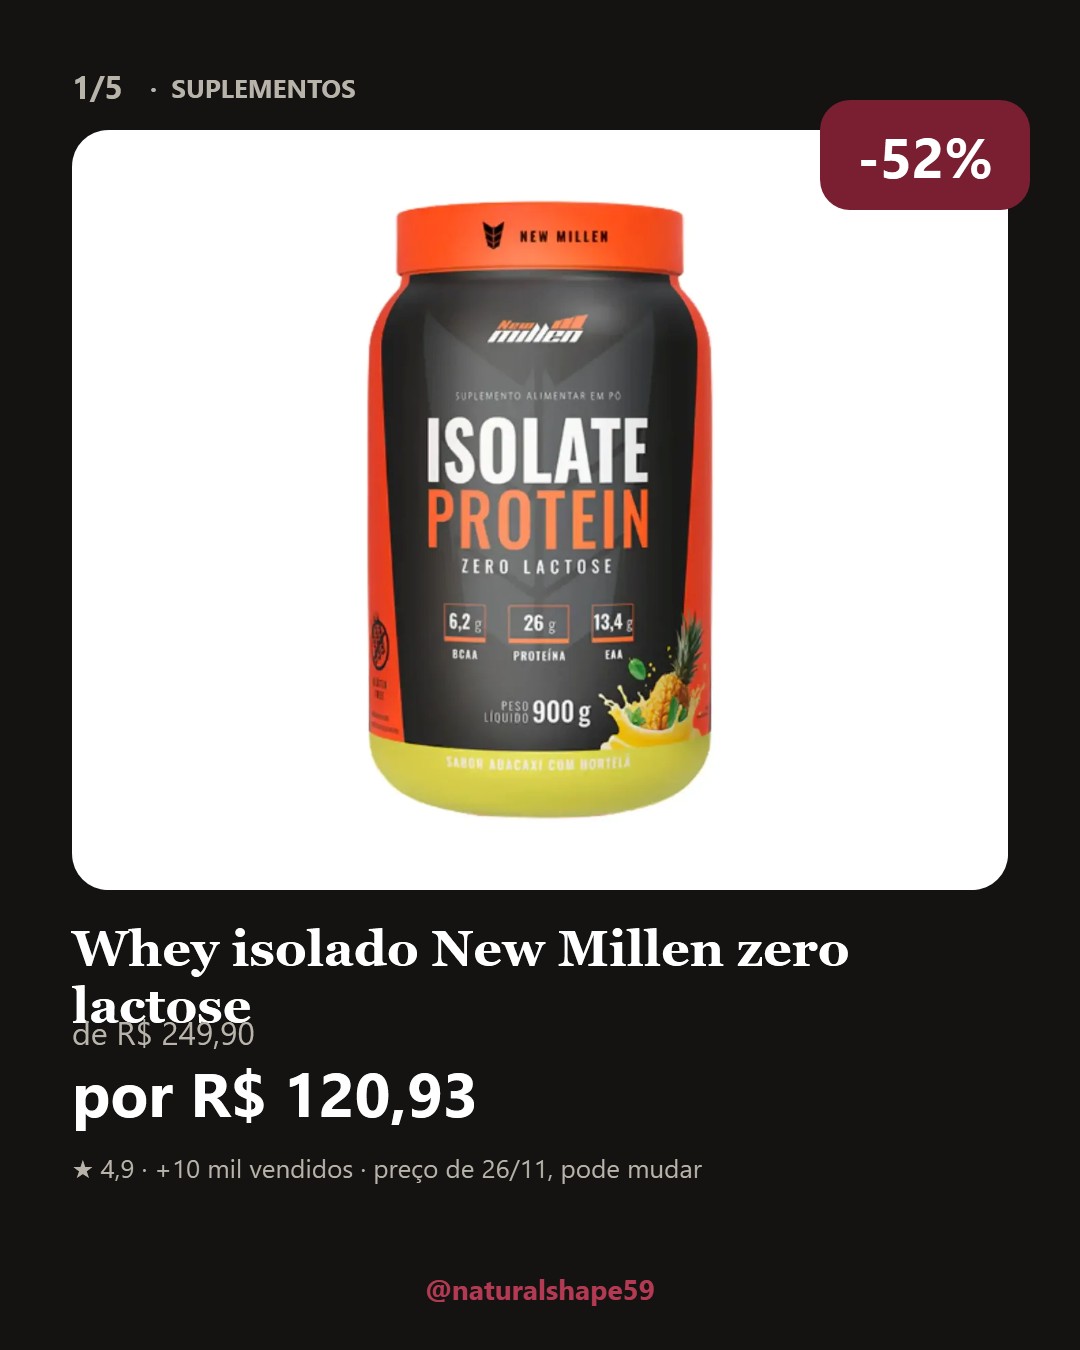 1/5 · SUPLEMENTOS
-52%
NEW MILLEN
New
millen
SUPLEMENTO ALIMENTAR EM PÓ
ISOLATE
PROTEIN
ZERO LACTOSE
6,2 g
26 g
13,4 g
BCAA
PROTEÍNA
EAA
PESO
LÍQUIDO 900 g
SABOR ABACAXI COM HORTELÃ
Whey isolado New Millen zero
lactose
de R$ 249,90
por R$ 120,93
★ 4,9 · +10 mil vendidos · preço de 26/11, pode mudar
@naturalshape59